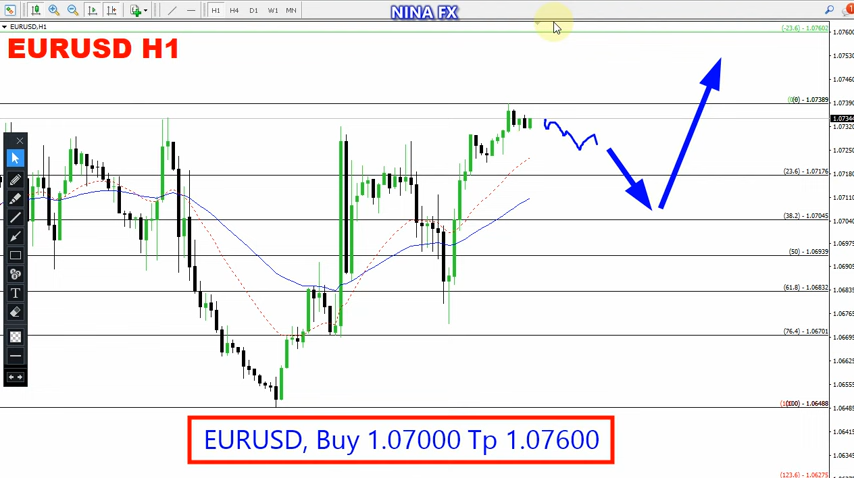 H1 H4 D1 W1 MN
NINA FX
EURUSD,H1
EURUSD H1
(-23.6) - 1.07602
1.07600
1.07530
1.07460
(0) - 1.07389
1.07390
1.07344
1.07320
1.07250
(23.6) - 1.07176
1.07180
1.07110
(38.2) - 1.07045
1.07040
1.06975
(50) - 1.06939
1.06905
(61.8) - 1.06832
1.06835
1.06765
(76.4) - 1.06701
1.06695
1.06625
1.06555
(100) - 1.06488
1.06485
EURUSD, Buy 1.07000 Tp 1.07600
1.06415
1.06345
(123.6) - 1.06275
1.06275
T